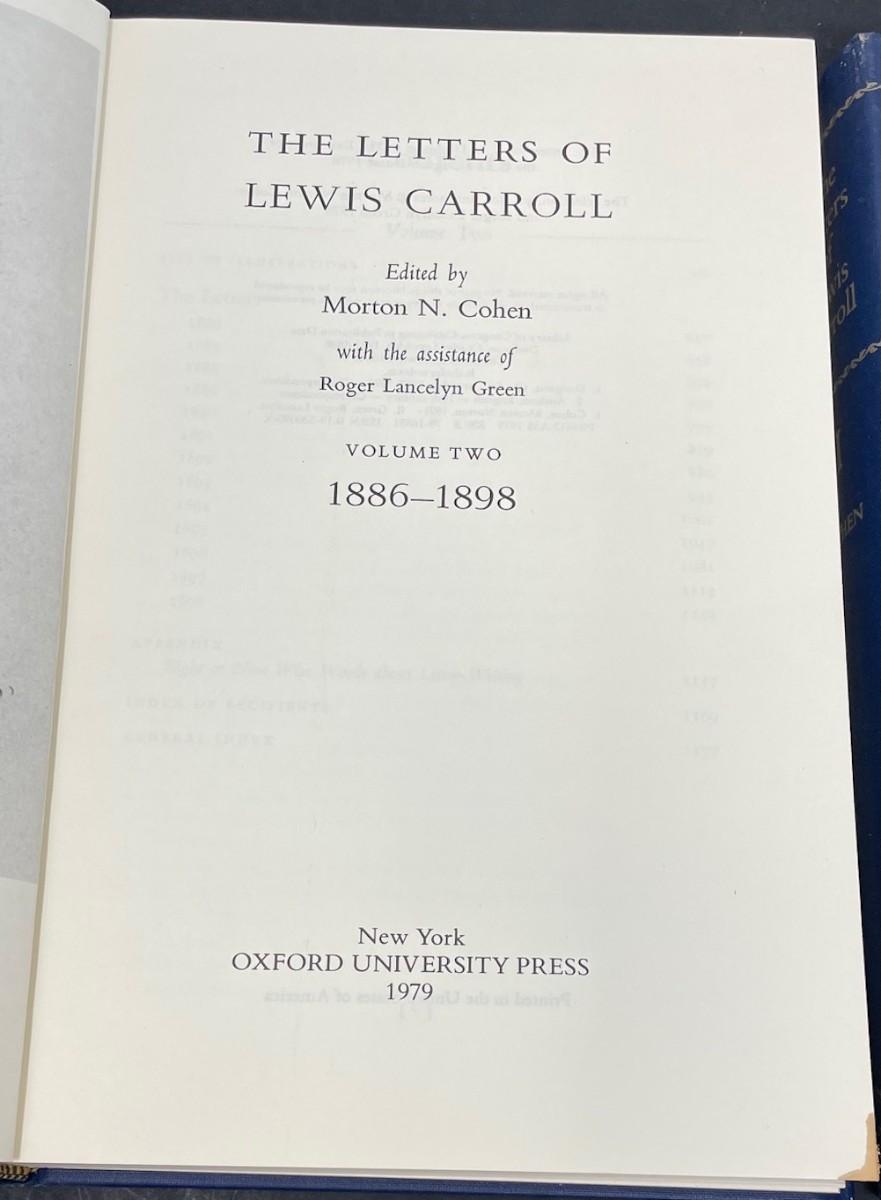 THE LETTERS OF
LEWIS CARROLL
Edited by
Morton N. Cohen
with the assistance of
Roger Lancelyn Green
VOLUME TWO
1886–1898
New York
OXFORD UNIVERSITY PRESS
1979